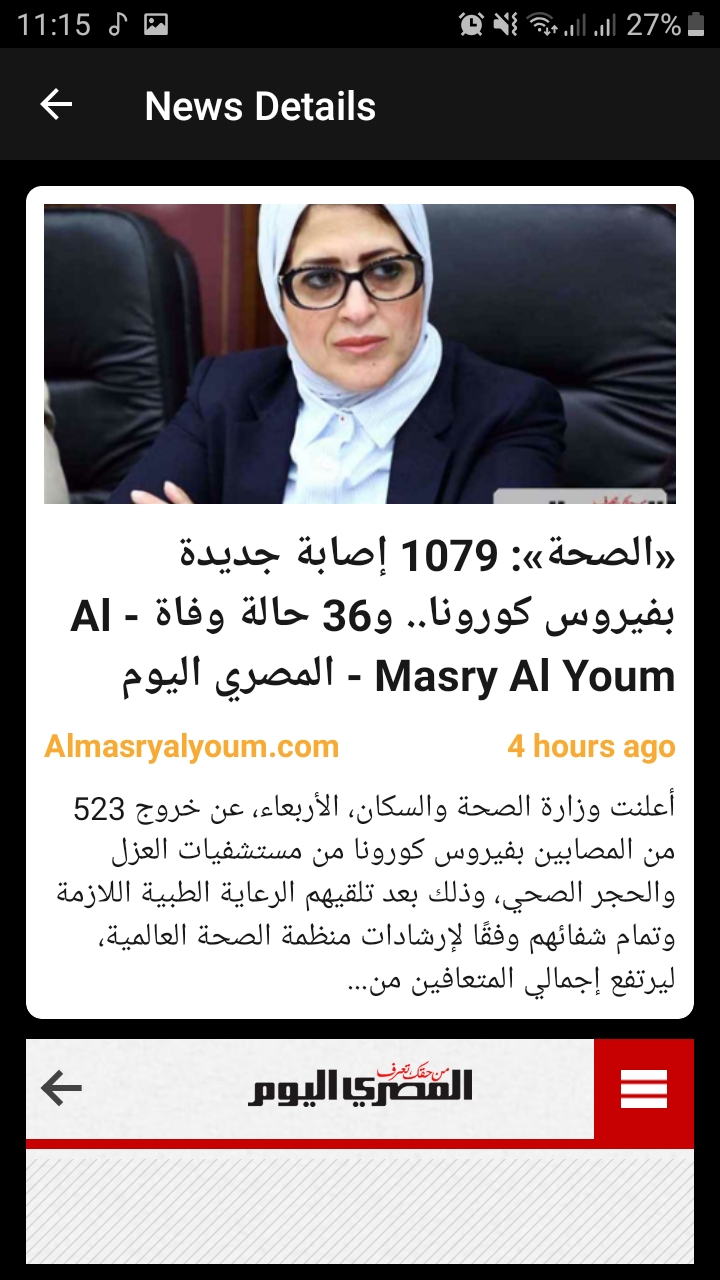 11:15
27%
News Details
«الصحة»: 1079 إصابة جديدة
بفيروس كورونا.. و36 حالة وفاة - Al
Masry Al Youm - المصري اليوم
4 hours ago
Almasryalyoum.com
أعلنت وزارة الصحة والسكان، الأربعاء، عن خروج 523
من المصابين بفيروس كورونا من مستشفيات العزل
والحجر الصحي، وذلك بعد تلقيهم الرعاية الطبية اللازمة
وتمام شفائهم وفقًا لإرشادات منظمة الصحة العالمية،
ليرتفع إجمالي المتعافين من...
من حقك تعرف
المصري اليوم